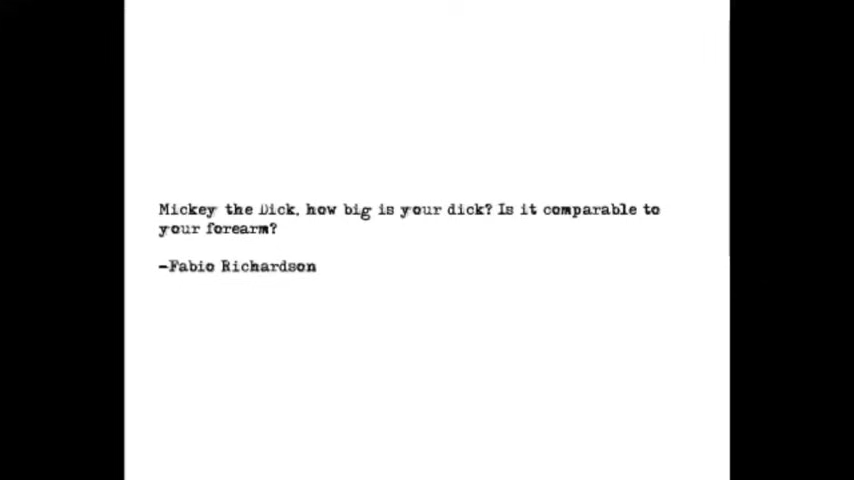 Mickey the Dick, how big is your dick? Is it comparable to
your forearm?
-Fabio Richardson